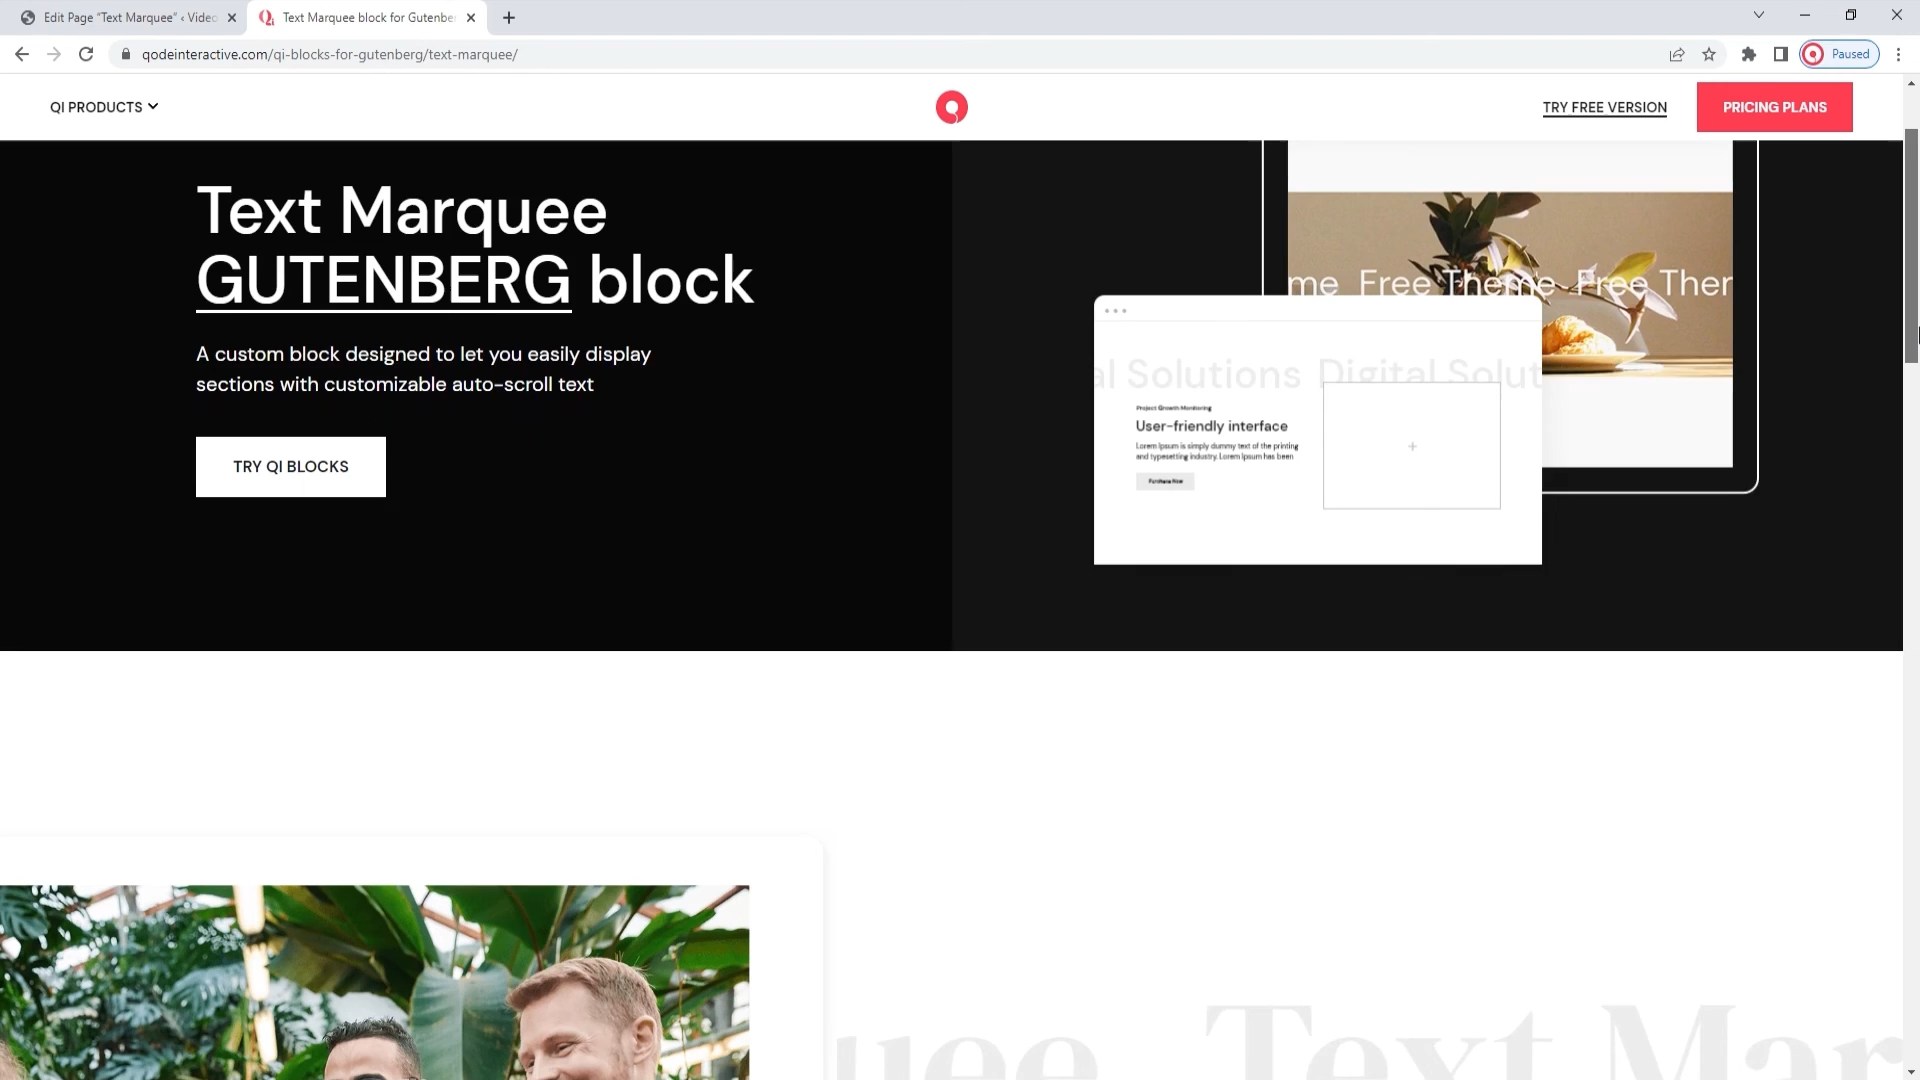 Edit Page “Text Marquee” ‹ Video
Text Marquee block for Gutenber
qodeinteractive.com/qi-blocks-for-gutenberg/text-marquee/
Paused
QI PRODUCTS
TRY FREE VERSION
PRICING PLANS
Text Marquee
GUTENBERG block
A custom block designed to let you easily display
sections with customizable auto-scroll text
TRY QI BLOCKS
me Free Theme Free Ther
al Solutions Digital Solut
Project Growth Monitoring
User-friendly interface
Lorem Ipsum is simply dummy text of the printing
and typesetting industry. Lorem Ipsum has been
Purchase Now
quee Text Mar